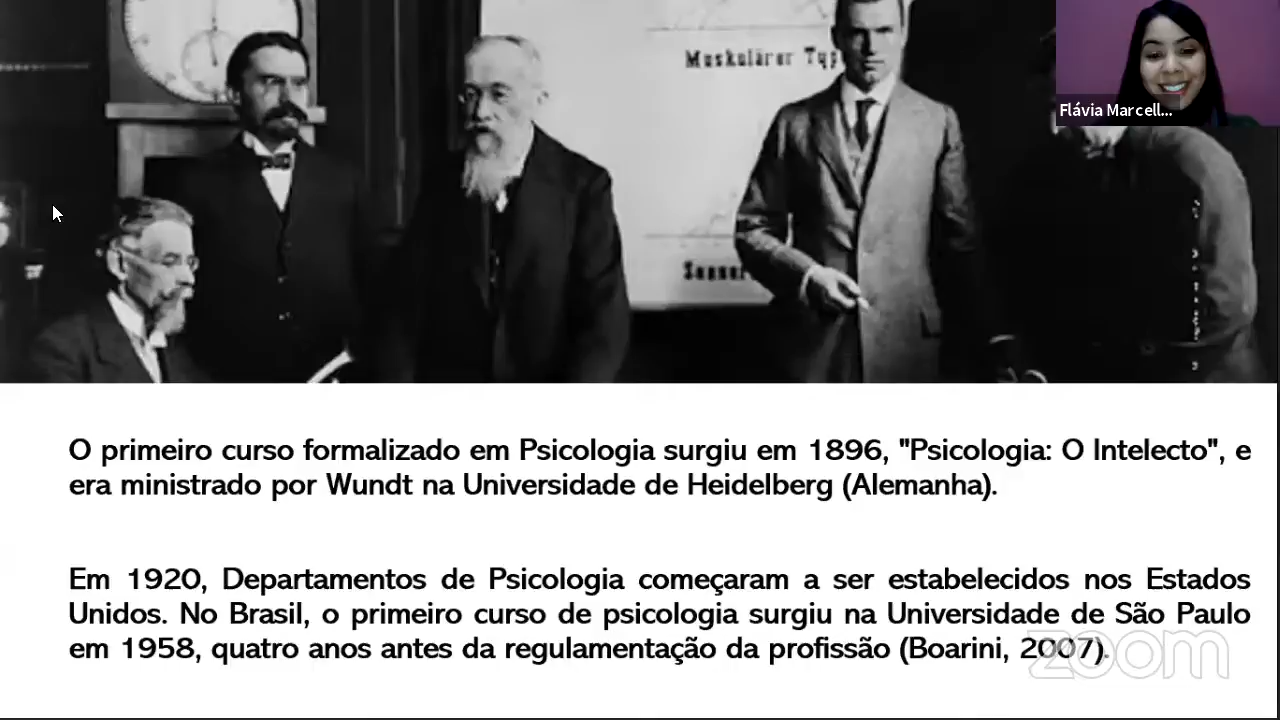 Muskulärer Typ
Flávia Marcell...
O primeiro curso formalizado em Psicologia surgiu em 1896, "Psicologia: O Intelecto", e
era ministrado por Wundt na Universidade de Heidelberg (Alemanha).
Em 1920, Departamentos de Psicologia começaram a ser estabelecidos nos Estados
Unidos. No Brasil, o primeiro curso de psicologia surgiu na Universidade de São Paulo
em 1958, quatro anos antes da regulamentação da profissão (Boarini, 2007).
zoom